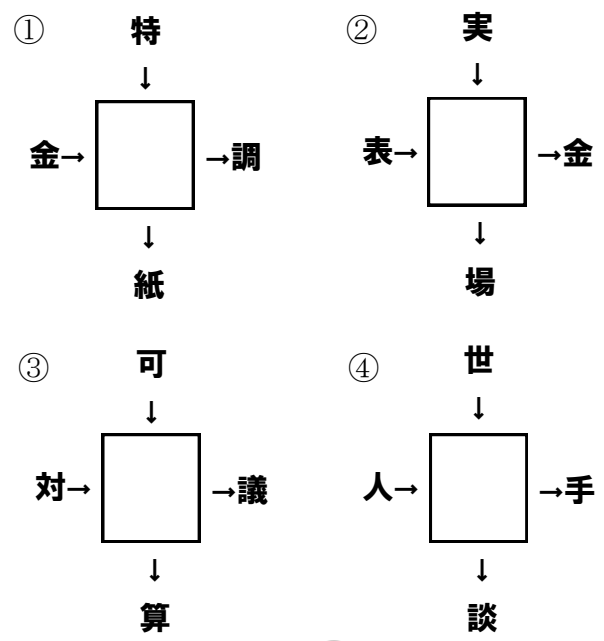 ① 特
↓
金→ →調
↓
紙
② 実
↓
表→ →金
↓
場
③ 可
↓
対→ →議
↓
算
④ 世
↓
人→ →手
↓
談